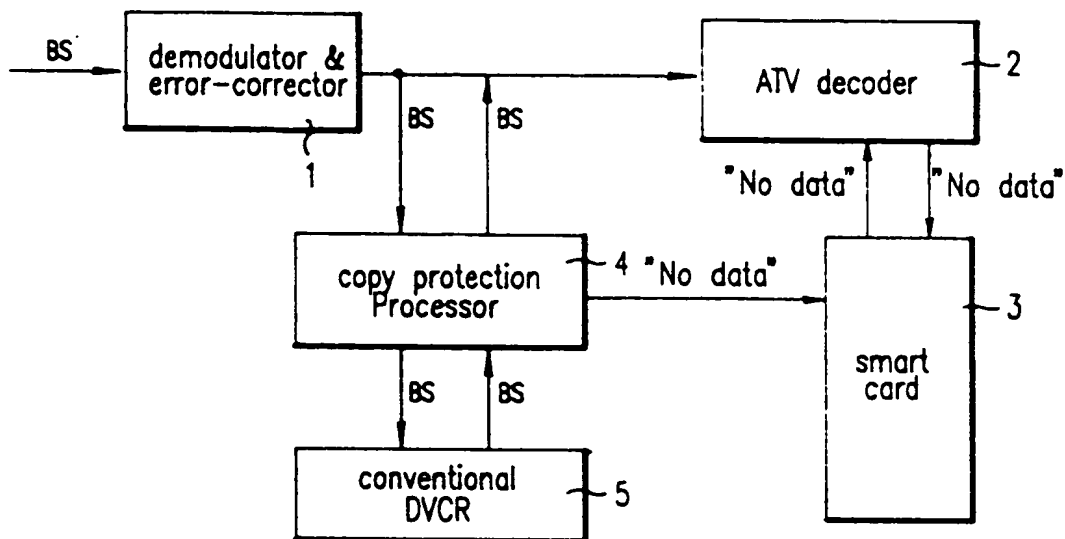 BS
demodulator &
error-corrector
1
BS
BS
ATV decoder
2
"No data"
"No data"
copy protection
Processor
4
"No data"
smart
card
3
BS
BS
conventional
DVCR
5